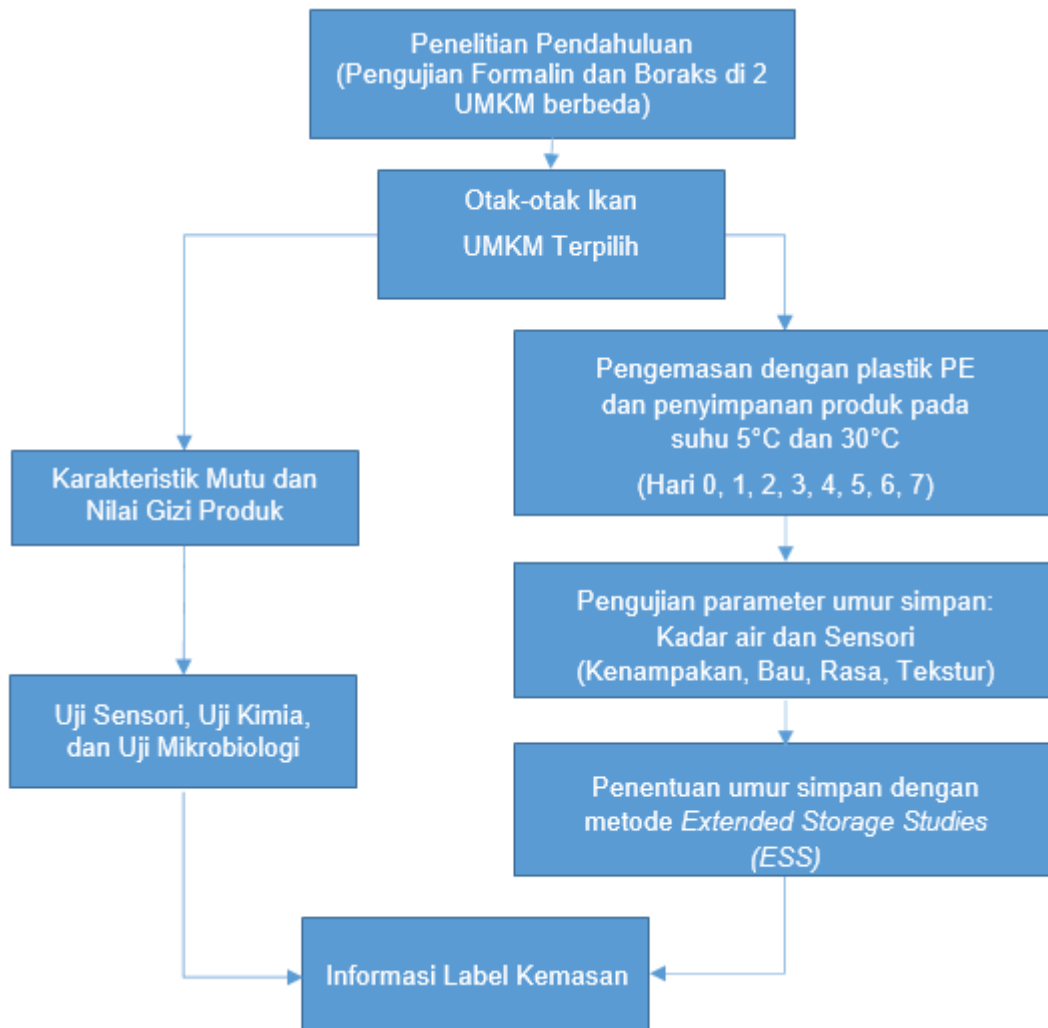 Penelitian Pendahuluan
(Pengujian Formalin dan Boraks di 2
UMKM berbeda)
Otak-otak Ikan
UMKM Terpilih
Karakteristik Mutu dan
Nilai Gizi Produk
Uji Sensori, Uji Kimia,
dan Uji Mikrobiologi
Pengemasan dengan plastik PE
dan penyimpanan produk pada
suhu 5°C dan 30°C
(Hari 0, 1, 2, 3, 4, 5, 6, 7)
Pengujian parameter umur simpan:
Kadar air dan Sensori
(Kenampakan, Bau, Rasa, Tekstur)
Penentuan umur simpan dengan
metode Extended Storage Studies
(ESS)
Informasi Label Kemasan